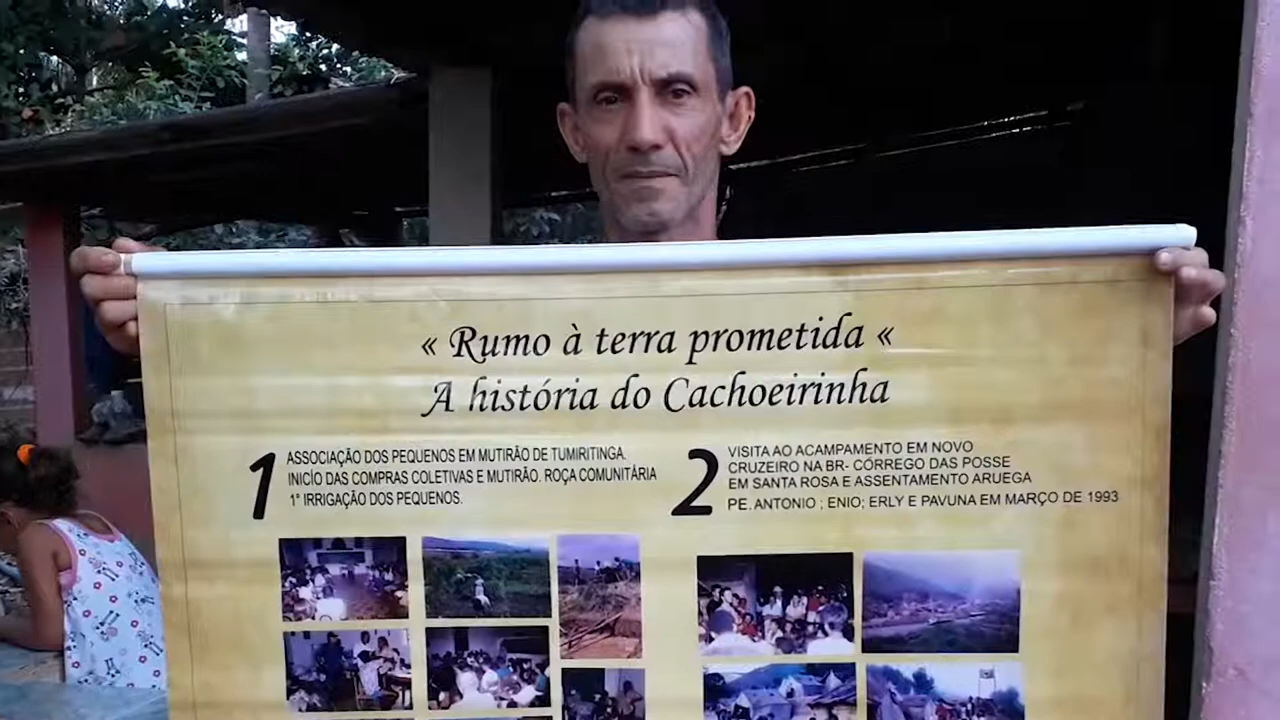 « Rumo à terra prometida «
A história do Cachoeirinha
1
ASSOCIAÇÃO DOS PEQUENOS EM MUTIRÃO DE TUMIRITINGA.
INICÍO DAS COMPRAS COLETIVAS E MUTIRÃO. ROÇA COMUNITÁRIA
1° IRRIGAÇÃO DOS PEQUENOS.
2
VISITA AO ACAMPAMENTO EM NOVO
CRUZEIRO NA BR- CÓRREGO DAS POSSE
EM SANTA ROSA E ASSENTAMENTO ARUEGA
PE. ANTONIO ; ENIO; ERLY E PAVUNA EM MARÇO DE 1993